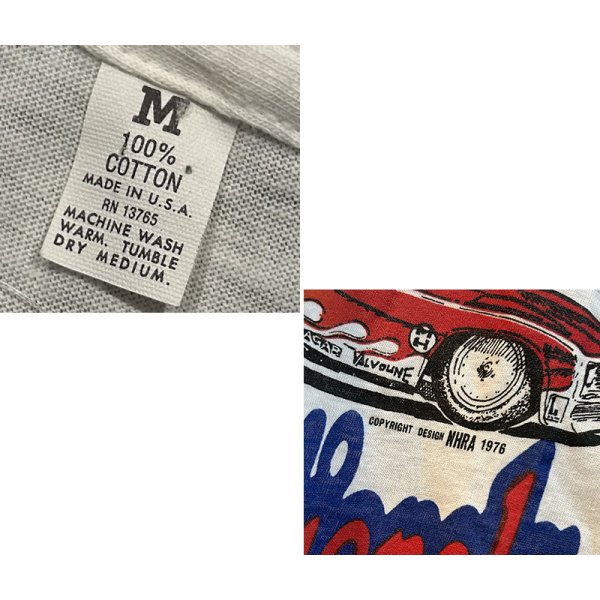 M
100%
COTTON
MADE IN U.S.A.
RN 13765
MACHINE WASH
WARM. TUMBLE
DRY MEDIUM.
VALVOLINE
H
L
COPYRIGHT DESIGN NHRA 1976